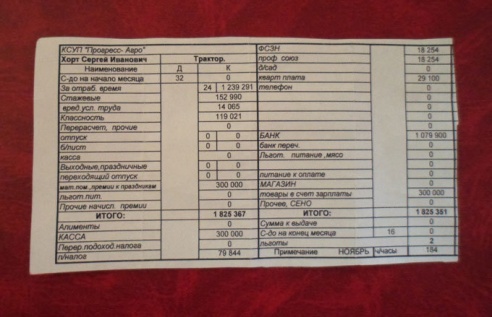 КСУП "Прогресс- Агро" ФСЗН 18 254
Хорт Сергей Иванович Трактор. проф. союз 18 254
Наименование Д К д/сад 0
С-до на начало месяца 32 0 кварт плата 29 100
За отраб. время 24 1 239 291 телефон 0
Стажевые 152 990 0
вред усл. труда 14 065 0
Классность 119 021 0
Перерасчет, прочие 0 0
отпуск 0 0 БАНК 1 079 900
б/лист 0 0 банк переч. 0
касса 0 Льгот. питание ,мясо 0
Выходные,праздничные 0 0 0
переходящий отпуск 0 0 питание к оплате 0
мат.пом.,премии к праздникам 300 000 МАГАЗИН 0
льгот.пит. 0 товары в счет зарплаты 300 000
Прочие начисл. премии 0 Прочее, СЕНО 0
ИТОГО: 1 825 367 ИТОГО: 1 825 351
Алименты 0 Сумма к выдаче 0
КАССА 300 000 С-до на конец месяца 16 0
Перер.подоход.налога 0 льготы 2
п/налог 79 844 Примечание НОЯБРЬ ч/часы 184